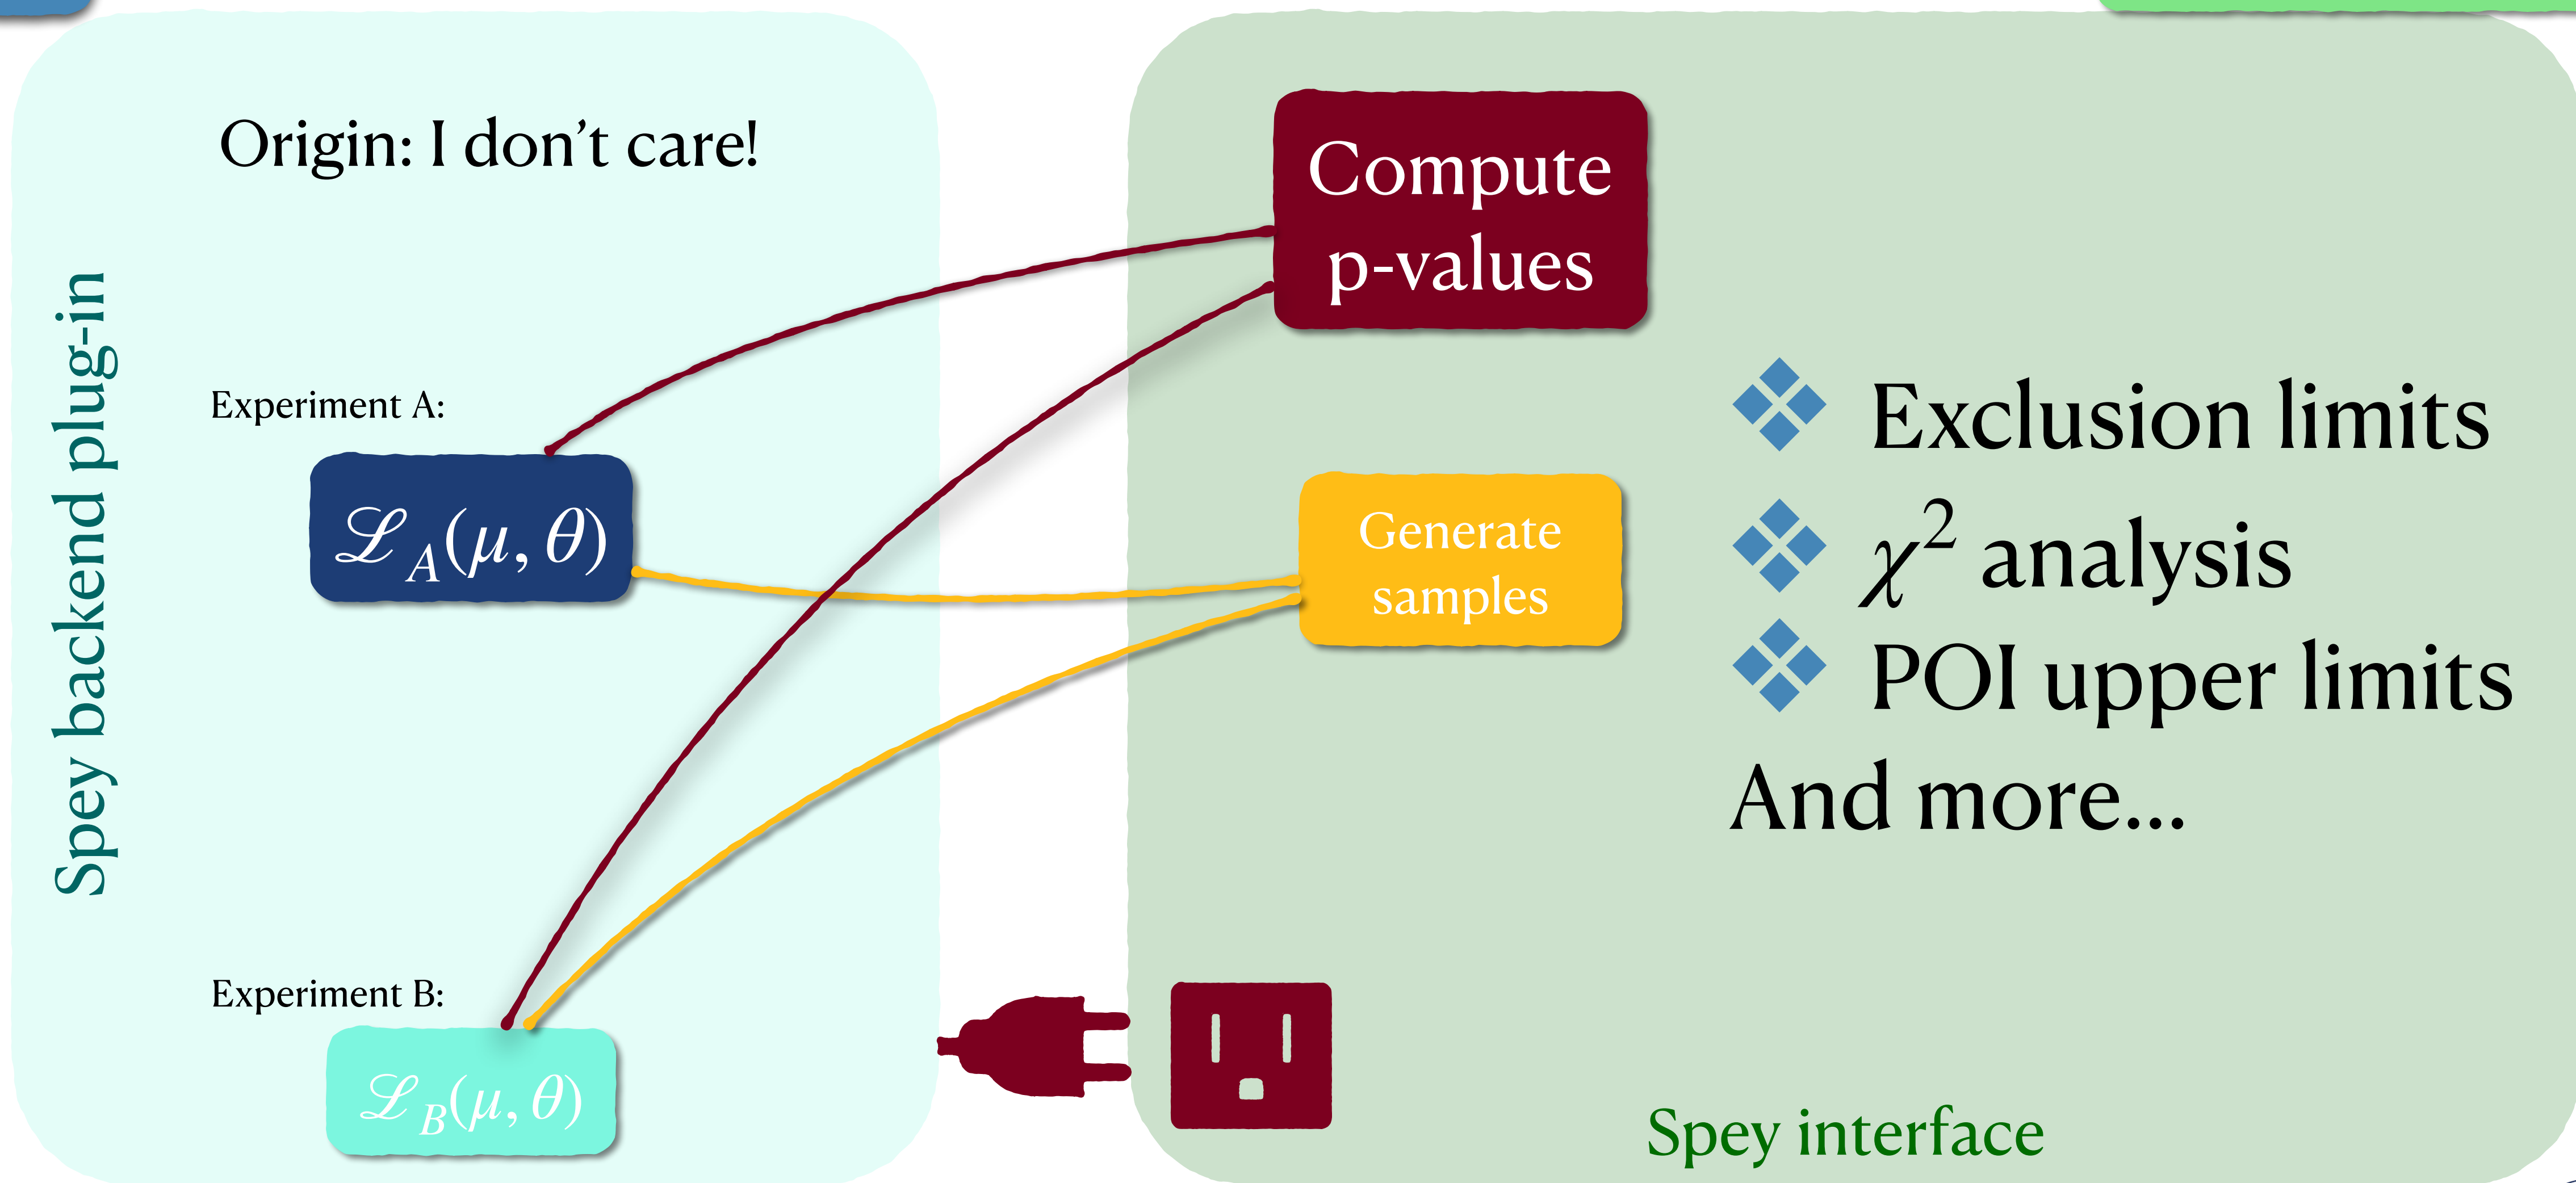 Origin: I don’t care!
Spey backend plug-in
Experiment A:
ℒ_A(μ, θ)
Experiment B:
ℒ_B(μ, θ)
Compute
p-values
Generate
samples
❖ Exclusion limits
❖ χ² analysis
❖ POI upper limits
And more...
Spey interface